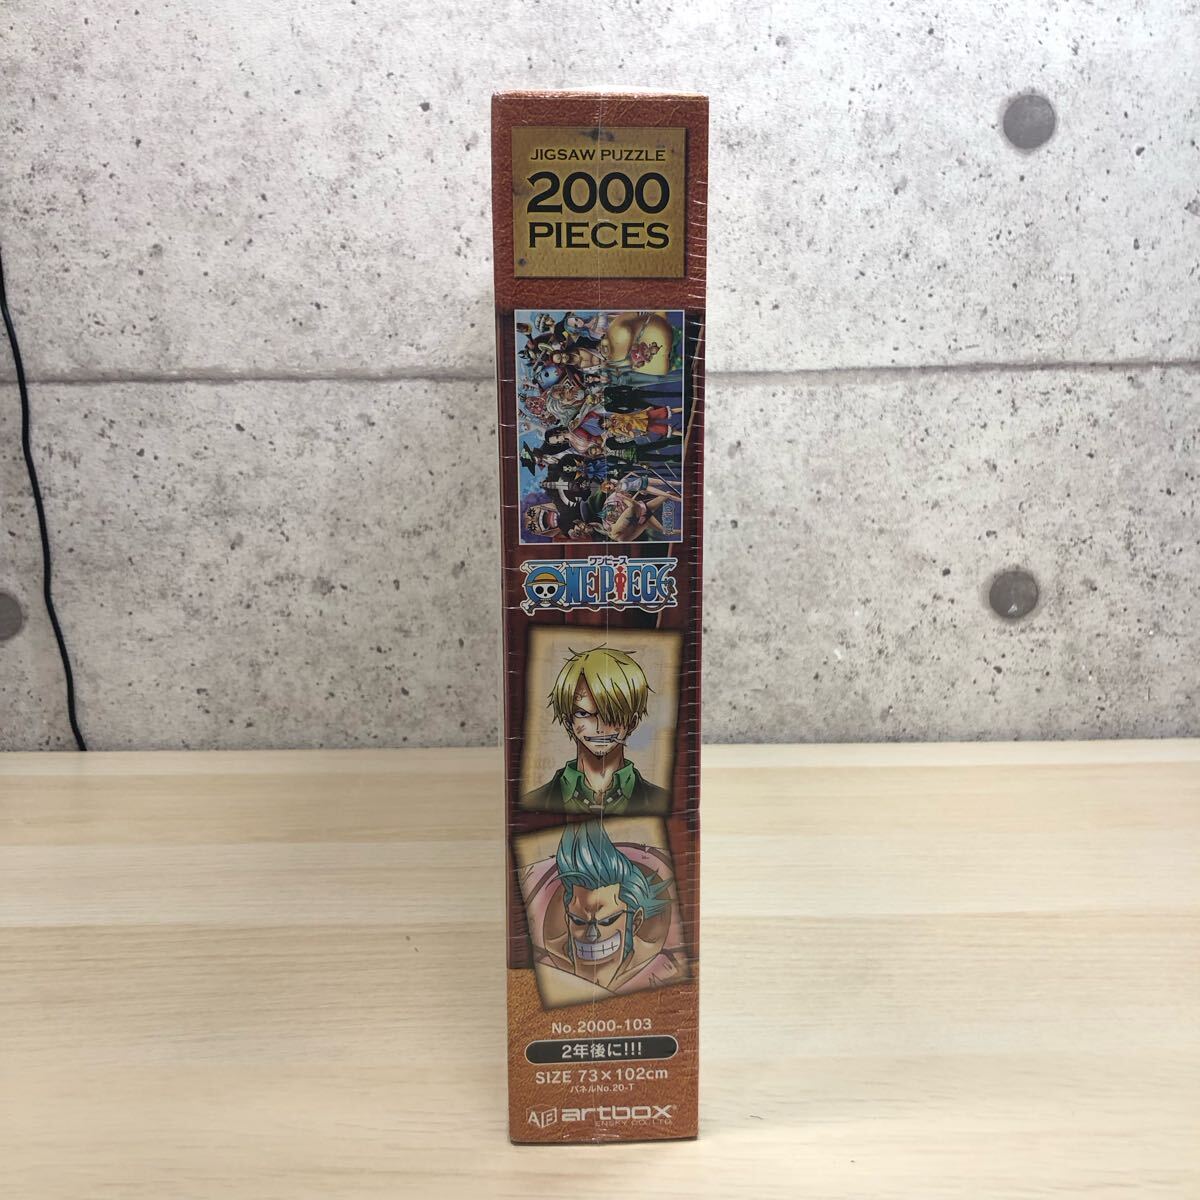 JIGSAW PUZZLE
2000
PIECES
ワンピース
ONE PIECE
No.2000-103
2年後に!!!
SIZE 73×102cm
パネルNo.20-T
artbox
ENSKY CO.,LTD.